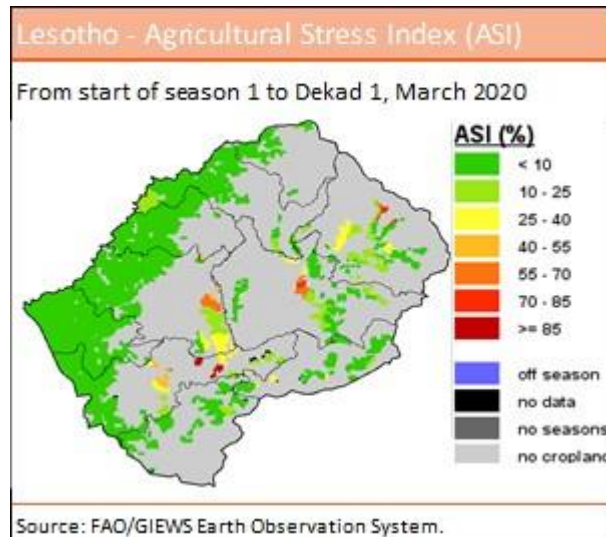 Lesotho - Agricultural Stress Index (ASI)
From start of season 1 to Dekad 1, March 2020
ASI (%)
< 10
10 - 25
25 - 40
40 - 55
55 - 70
70 - 85
>= 85
off season
no data
no seasons
no cropland
Source: FAO/GIEWS Earth Observation System.